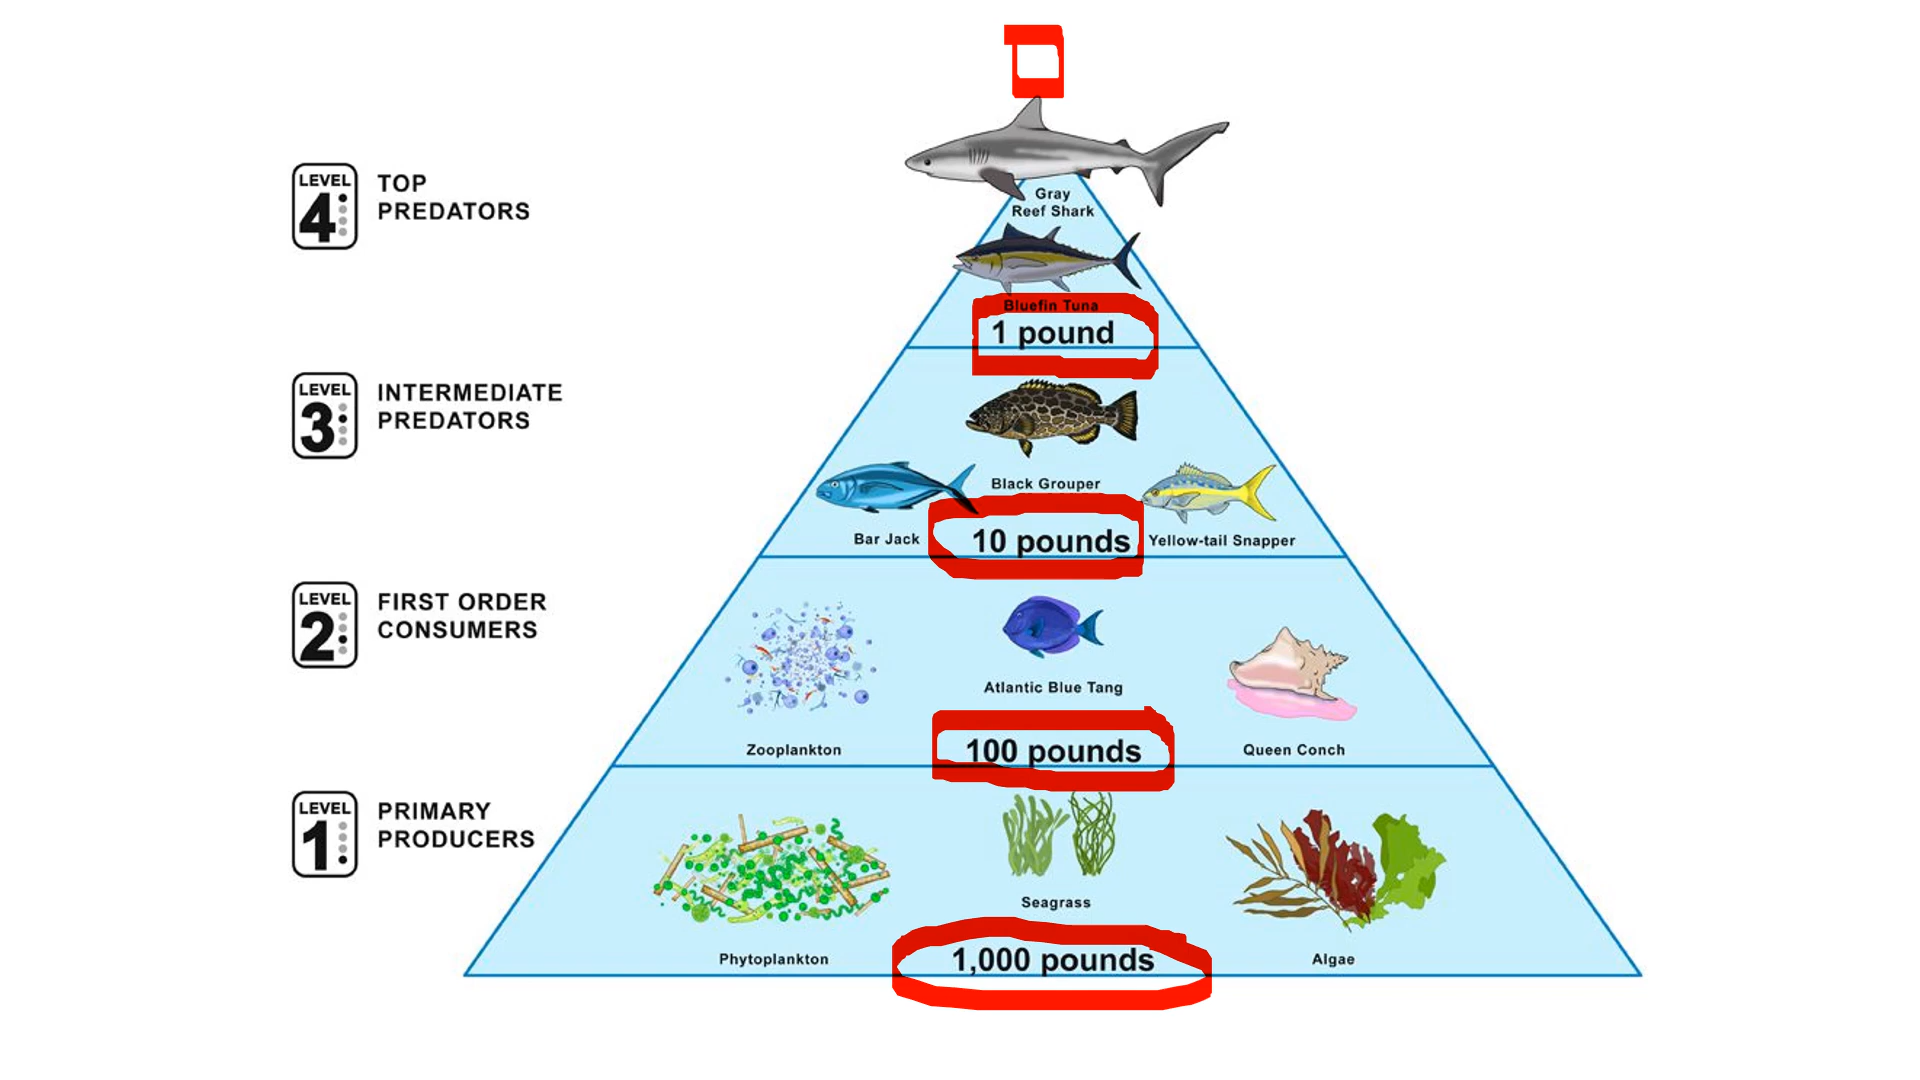 LEVEL
4
TOP
PREDATORS
Gray
Reef Shark
Bluefin Tuna
1 pound
LEVEL
3
INTERMEDIATE
PREDATORS
Black Grouper
Bar Jack
10 pounds
Yellow-tail Snapper
LEVEL
2
FIRST ORDER
CONSUMERS
Atlantic Blue Tang
Zooplankton
100 pounds
Queen Conch
LEVEL
1
PRIMARY
PRODUCERS
Seagrass
Phytoplankton
1,000 pounds
Algae